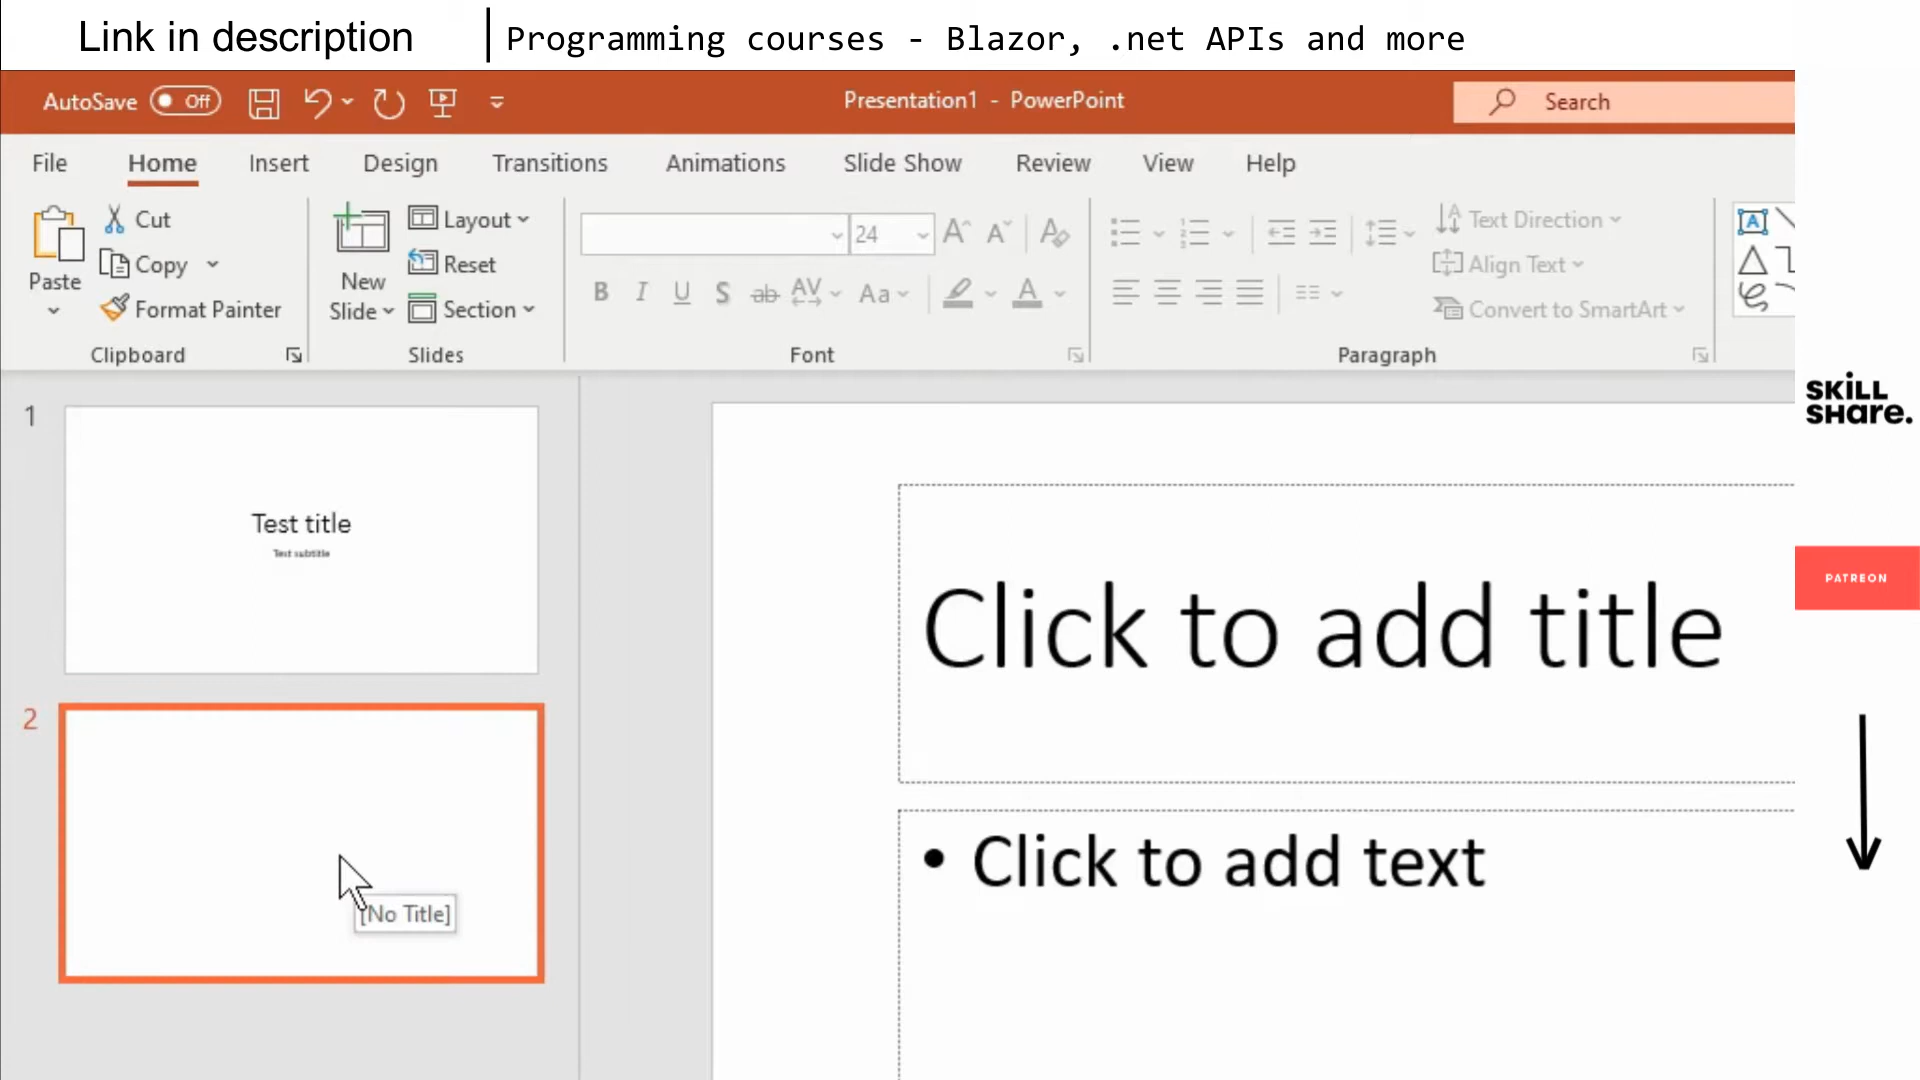 Link in description
Programming courses - Blazor, .net APIs and more
AutoSave Off
Presentation1 - PowerPoint
Search
File Home Insert Design Transitions Animations Slide Show Review View Help
Paste
Cut
Copy
Format Painter
Clipboard
New
Slide
Layout
Reset
Section
Slides
24
B I U S ab AV Aa A
Font
Text Direction
Align Text
Convert to SmartArt
Paragraph
1
Test title
Test subtitle
2
[No Title]
Click to add title
• Click to add text
SKiLL
SHare.
PATREON